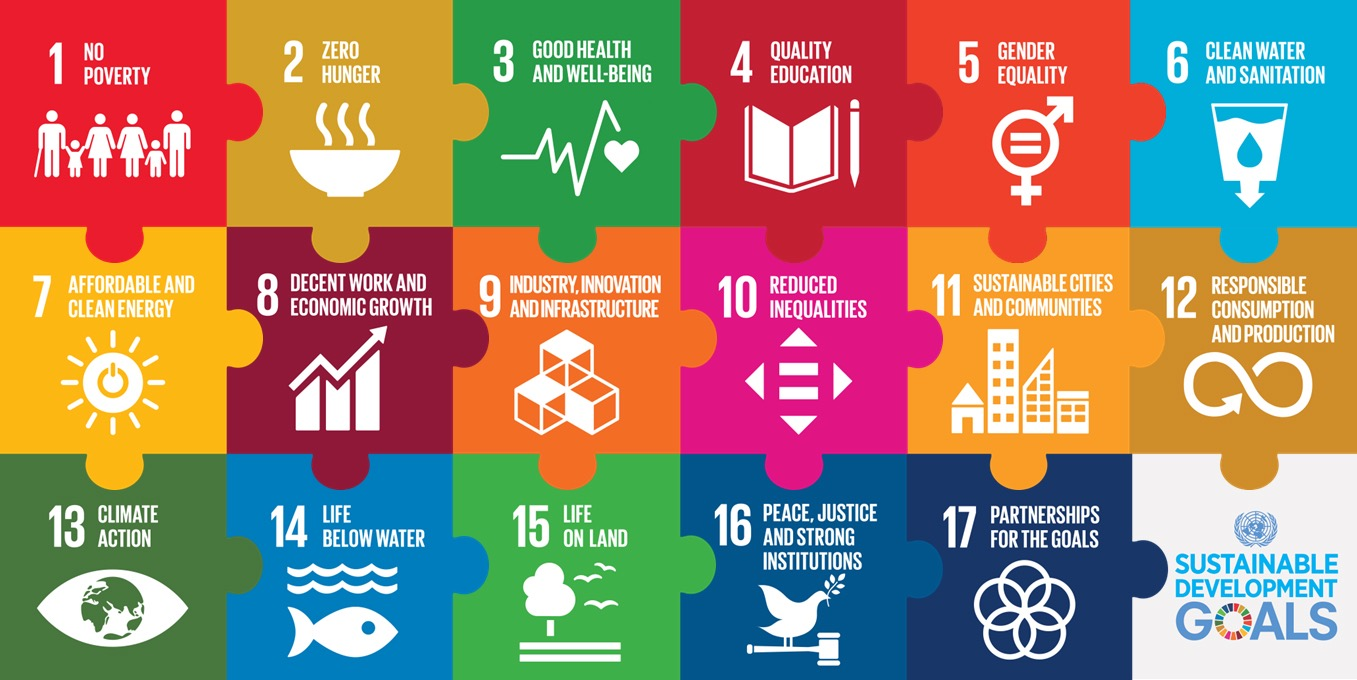 1 NO
POVERTY
2 ZERO
HUNGER
3 GOOD HEALTH
AND WELL-BEING
4 QUALITY
EDUCATION
5 GENDER
EQUALITY
6 CLEAN WATER
AND SANITATION
7 AFFORDABLE AND
CLEAN ENERGY
8 DECENT WORK AND
ECONOMIC GROWTH
9 INDUSTRY, INNOVATION
AND INFRASTRUCTURE
10 REDUCED
INEQUALITIES
11 SUSTAINABLE CITIES
AND COMMUNITIES
12 RESPONSIBLE
CONSUMPTION
AND PRODUCTION
13 CLIMATE
ACTION
14 LIFE
BELOW WATER
15 LIFE
ON LAND
16 PEACE, JUSTICE
AND STRONG
INSTITUTIONS
17 PARTNERSHIPS
FOR THE GOALS
SUSTAINABLE
DEVELOPMENT
GOALS